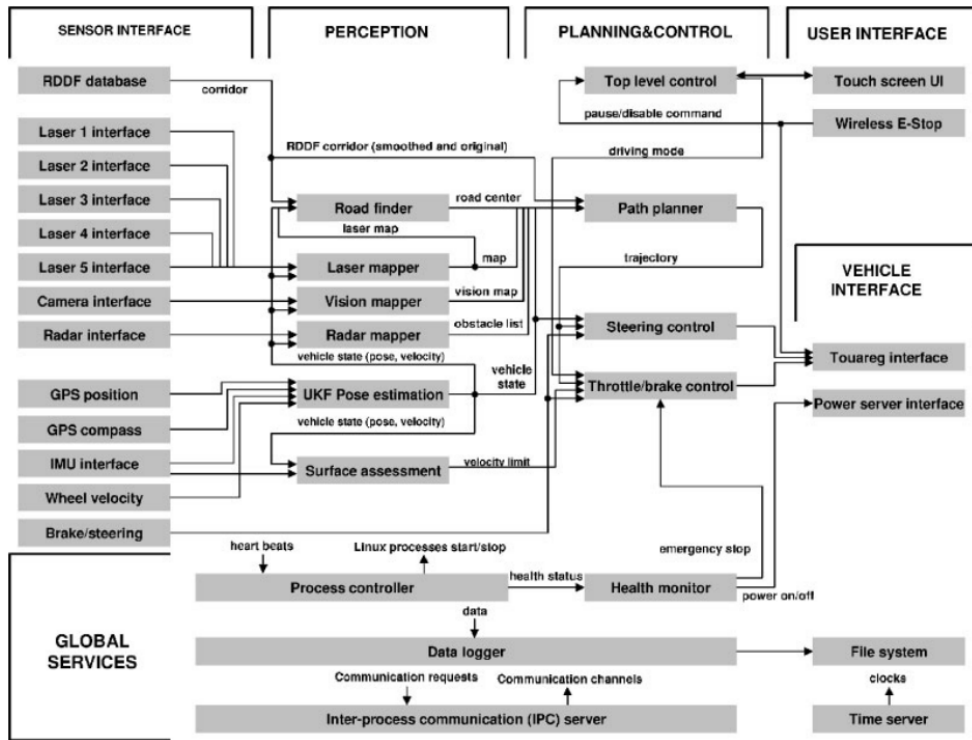 SENSOR INTERFACE
PERCEPTION
PLANNING&CONTROL
USER INTERFACE
RDDF database
corridor
Top level control
Touch screen UI
pause/disable command
Wireless E-Stop
Laser 1 interface
Laser 2 interface
Laser 3 interface
Laser 4 interface
Laser 5 interface
Camera interface
Radar interface
RDDF corridor (smoothed and original)
driving mode
Road finder
road center
Path planner
laser map
Laser mapper
map
trajectory
VEHICLE
INTERFACE
Vision mapper
vision map
Radar mapper
obstacle list
Steering control
vehicle state (pose, velocity)
vehicle
state
Touareg interface
GPS position
UKF Pose estimation
Throttle/brake control
Power server interface
GPS compass
vehicle state (pose, velocity)
IMU interface
Surface assessment
velocity limit
Wheel velocity
Brake/steering
heart beats
Linux processes start/stop
emergency stop
Process controller
health status
Health monitor
power on/off
data
GLOBAL
SERVICES
Data logger
File system
Communication requests
Communication channels
clocks
Inter-process communication (IPC) server
Time server